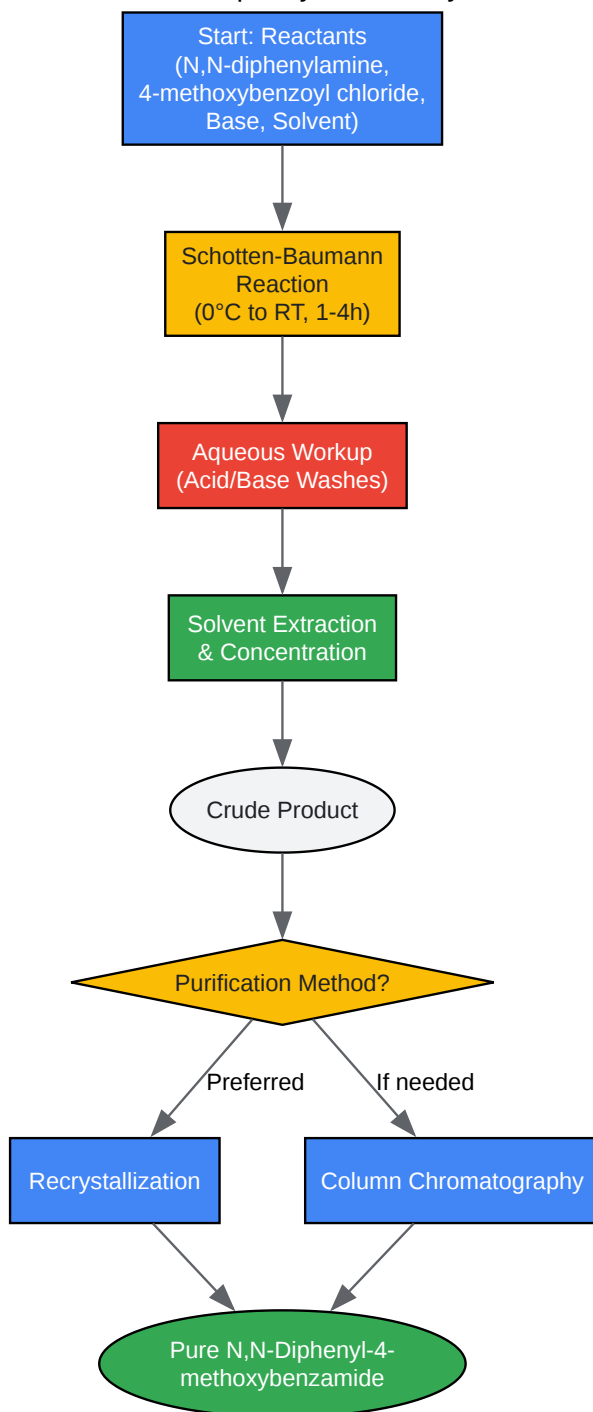 Start: Reactants
(N,N-diphenylamine,
4-methoxybenzoyl chloride,
Base, Solvent)
Schotten-Baumann
Reaction
(0°C to RT, 1-4h)
Aqueous Workup
(Acid/Base Washes)
Solvent Extraction
& Concentration
Crude Product
Purification Method?
Preferred
If needed
Recrystallization
Column Chromatography
Pure N,N-Diphenyl-4-
methoxybenzamide